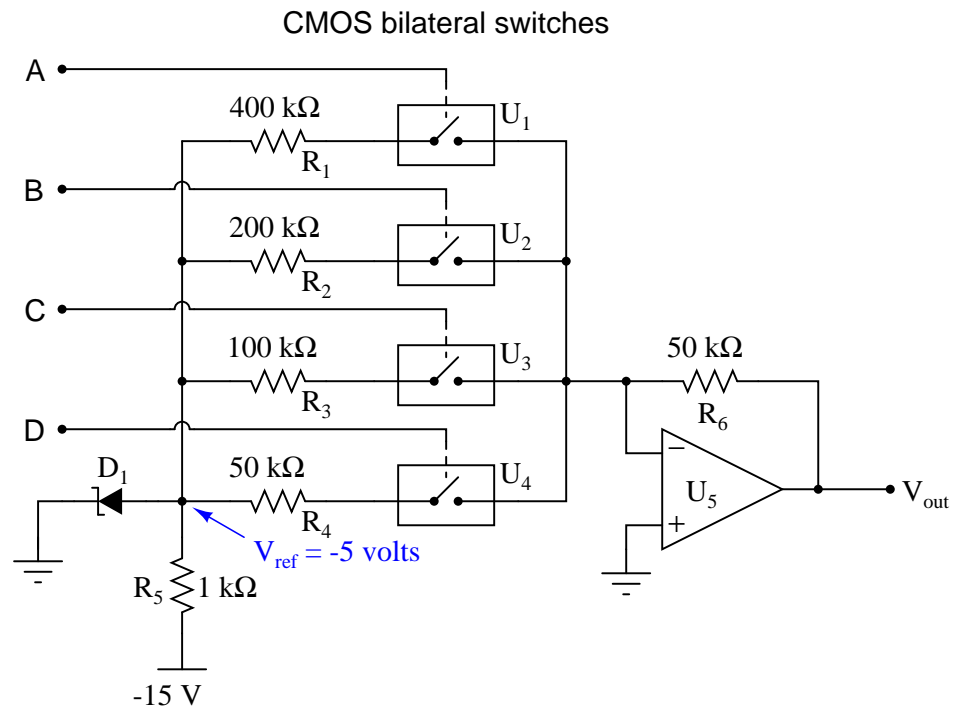 CMOS bilateral switches
A
400 kΩ
U1
R1
B
200 kΩ
U2
R2
C
100 kΩ
U3
R3
50 kΩ
R6
D
D1
50 kΩ
U4
R4
−
U5
+
Vout
Vref = -5 volts
R5 1 kΩ
-15 V